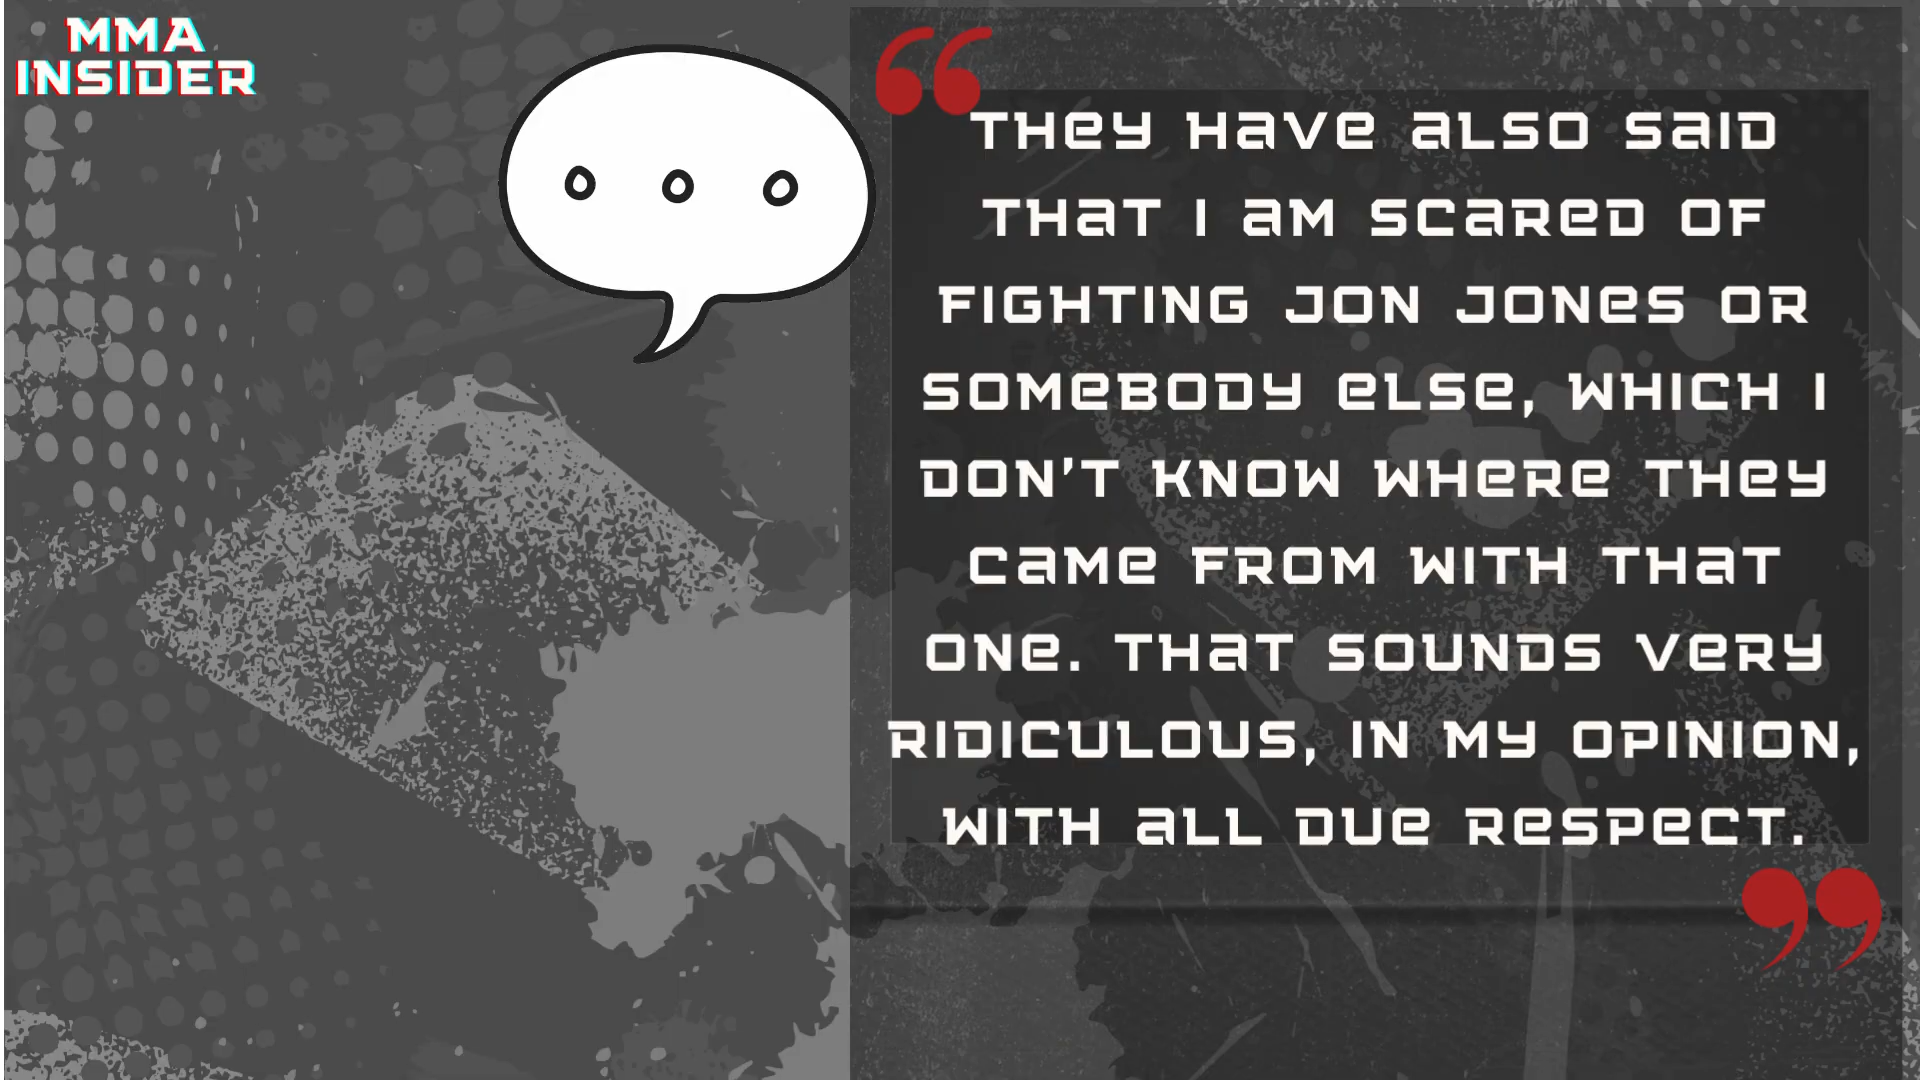 MMA
INSIDER
“
THEY HAVE ALSO SAID
THAT I AM SCARED OF
FIGHTING JON JONES OR
SOMEBODY ELSE, WHICH I
DON'T KNOW WHERE THEY
CAME FROM WITH THAT
ONE. THAT SOUNDS VERY
RIDICULOUS, IN MY OPINION,
WITH ALL DUE RESPECT.
”